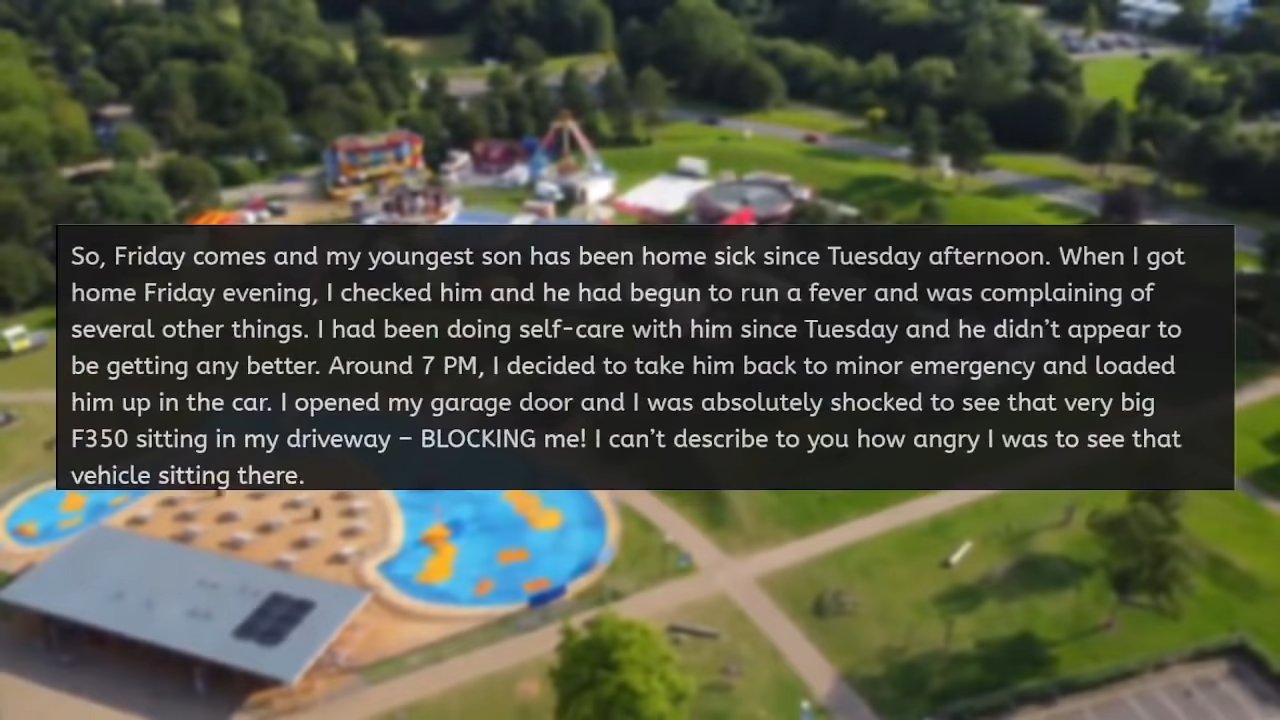 So, Friday comes and my youngest son has been home sick since Tuesday afternoon. When I got
home Friday evening, I checked him and he had begun to run a fever and was complaining of
several other things. I had been doing self-care with him since Tuesday and he didn’t appear to
be getting any better. Around 7 PM, I decided to take him back to minor emergency and loaded
him up in the car. I opened my garage door and I was absolutely shocked to see that very big
F350 sitting in my driveway – BLOCKING me! I can’t describe to you how angry I was to see that
vehicle sitting there.